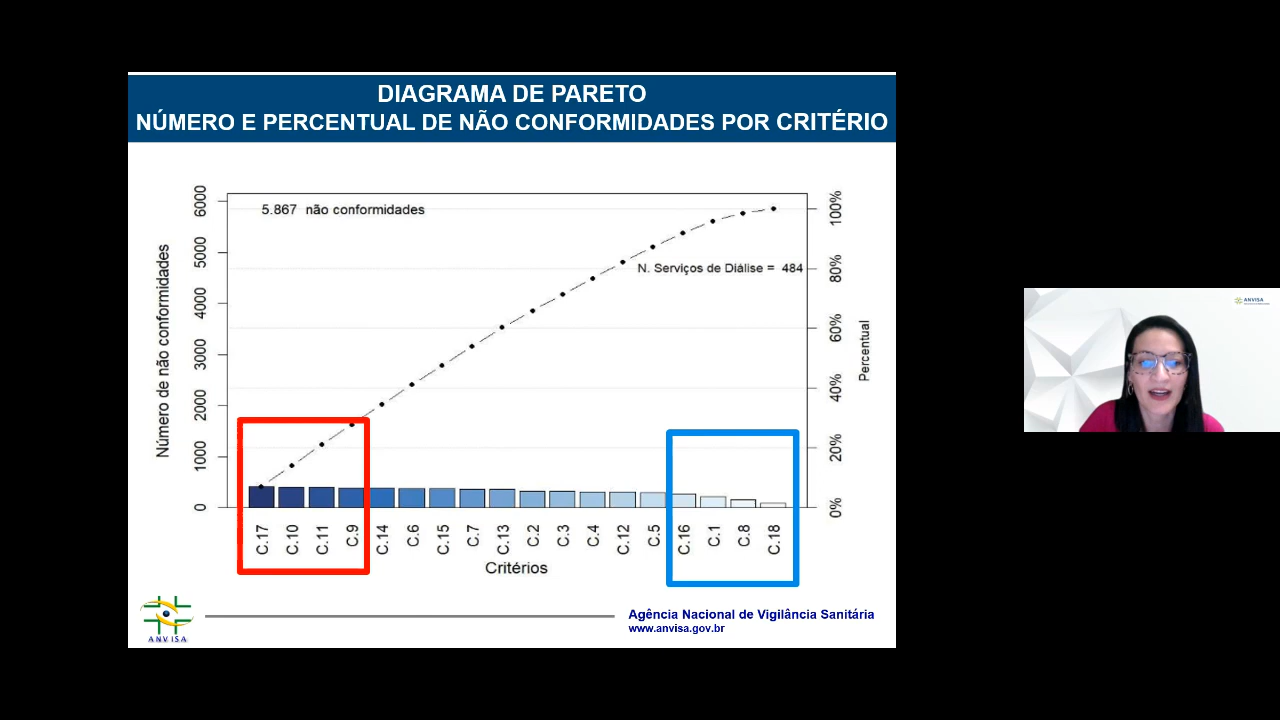 DIAGRAMA DE PARETO
NÚMERO E PERCENTUAL DE NÃO CONFORMIDADES POR CRITÉRIO
5.867 não conformidades
N. Serviços de Diálise = 484
Número de não conformidades
6000
5000
4000
3000
2000
1000
0
100%
80%
60%
40%
20%
0%
Percentual
C.17 C.10 C.11 C.9 C.14 C.6 C.15 C.7 C.13 C.2 C.3 C.4 C.12 C.5 C.16 C.1 C.8 C.18
Critérios
ANVISA
Agência Nacional de Vigilância Sanitária
www.anvisa.gov.br
ANVISA